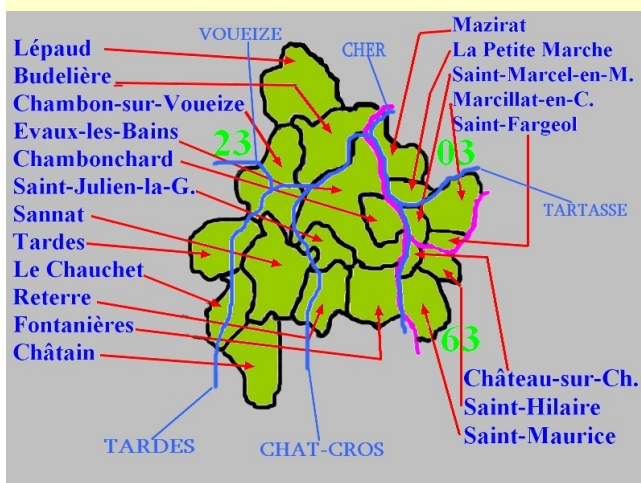 VOUEIZE
CHER
Mazirat
La Petite Marche
Saint-Marcel-en-M.
Marcillat-en-C.
Saint-Fargeol
Lépaud
Budelière
Chambon-sur-Voueize
Evaux-les-Bains
Chambonchard
Saint-Julien-la-G.
Sannat
Tardes
Le Chauchet
Reterre
Fontanières
Châtain
23
03
TARTASSE
63
Château-sur-Ch.
Saint-Hilaire
Saint-Maurice
TARDES
CHAT-CROS